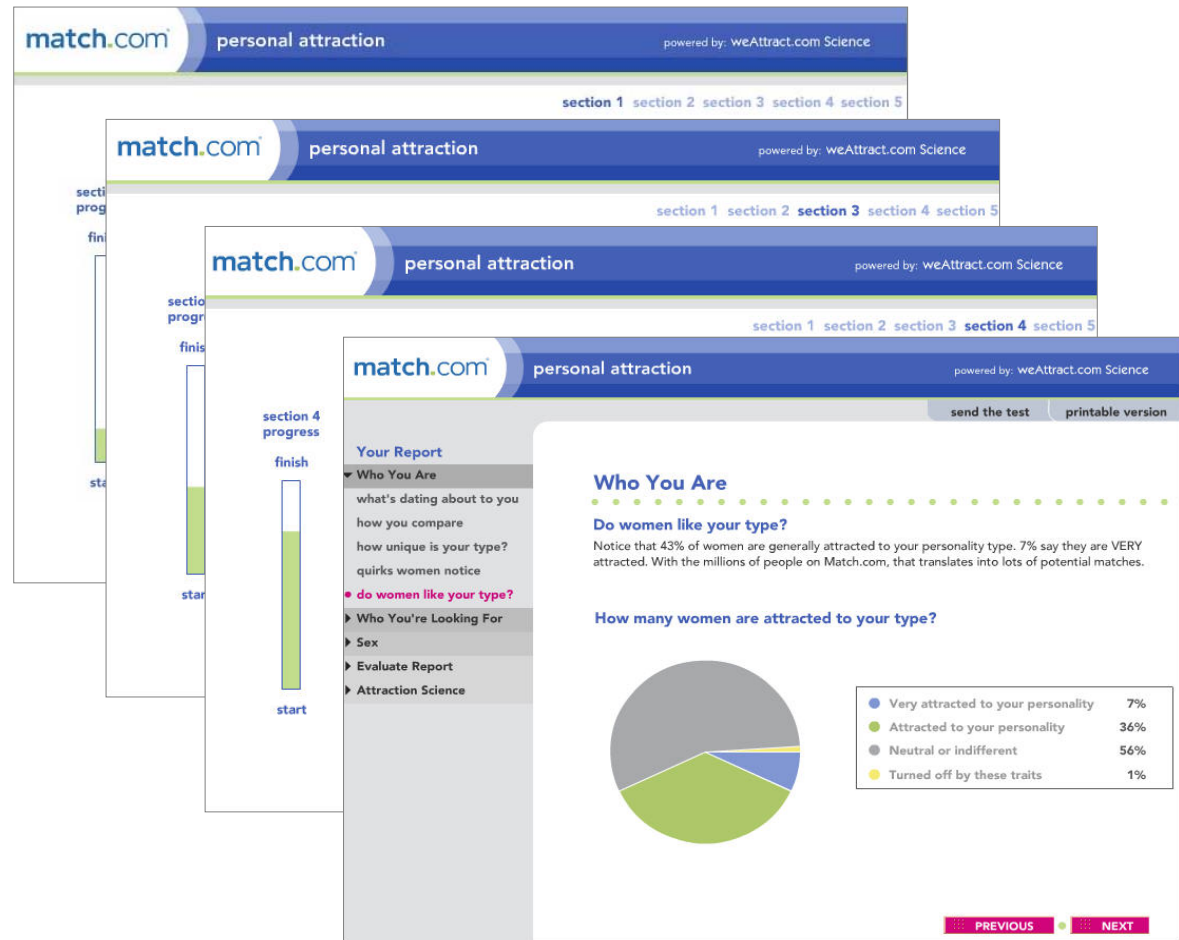 match.com
personal attraction
powered by: weAttract.com Science
section 1 section 2 section 3 section 4 section 5
match.com
personal attraction
powered by: weAttract.com Science
section 1 section 2 section 3 section 4 section 5
match.com
personal attraction
powered by: weAttract.com Science
section 1 section 2 section 3 section 4 section 5
section 4
progress
finish
start
match.com
personal attraction
powered by: weAttract.com Science
send the test
printable version
Your Report
Who You Are
what's dating about to you
how you compare
how unique is your type?
quirks women notice
do women like your type?
Who You're Looking For
Sex
Evaluate Report
Attraction Science
Who You Are
Do women like your type?
Notice that 43% of women are generally attracted to your personality type. 7% say they are VERY
attracted. With the millions of people on Match.com, that translates into lots of potential matches.
How many women are attracted to your type?
Very attracted to your personality 7%
Attracted to your personality 36%
Neutral or indifferent 56%
Turned off by these traits 1%
PREVIOUS
NEXT